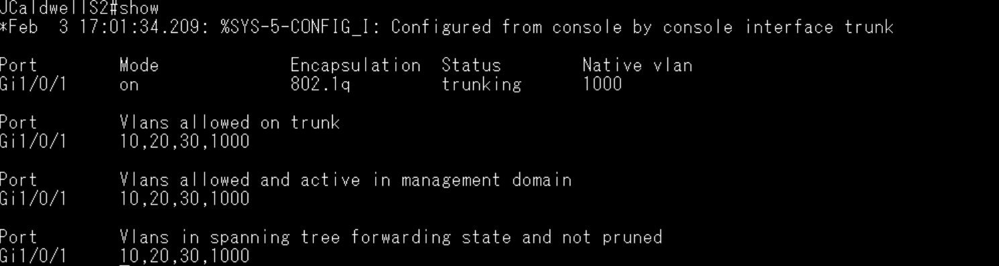 JCaldwellS2#show
*Feb  3 17:01:34.209: %SYS-5-CONFIG_I: Configured from console by console interface trunk
Port        Mode             Encapsulation  Status        Native vlan
Gi1/0/1     on               802.1q         trunking      1000
Port        Vlans allowed on trunk
Gi1/0/1     10,20,30,1000
Port        Vlans allowed and active in management domain
Gi1/0/1     10,20,30,1000
Port        Vlans in spanning tree forwarding state and not pruned
Gi1/0/1     10,20,30,1000